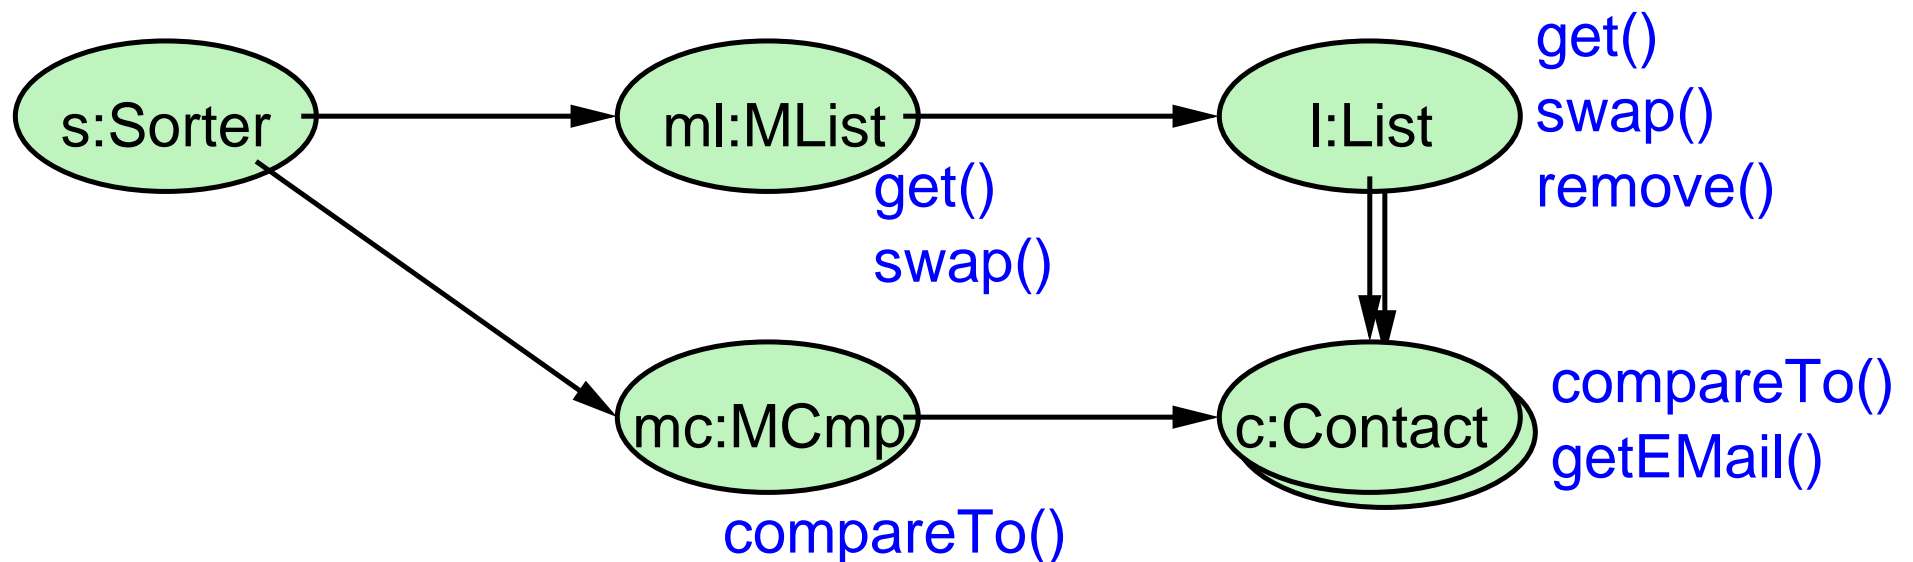 s:Sorter
ml:MList
l:List
get()
swap()
remove()
get()
swap()
mc:MCmp
c:Contact
compareTo()
getEMail()
compareTo()